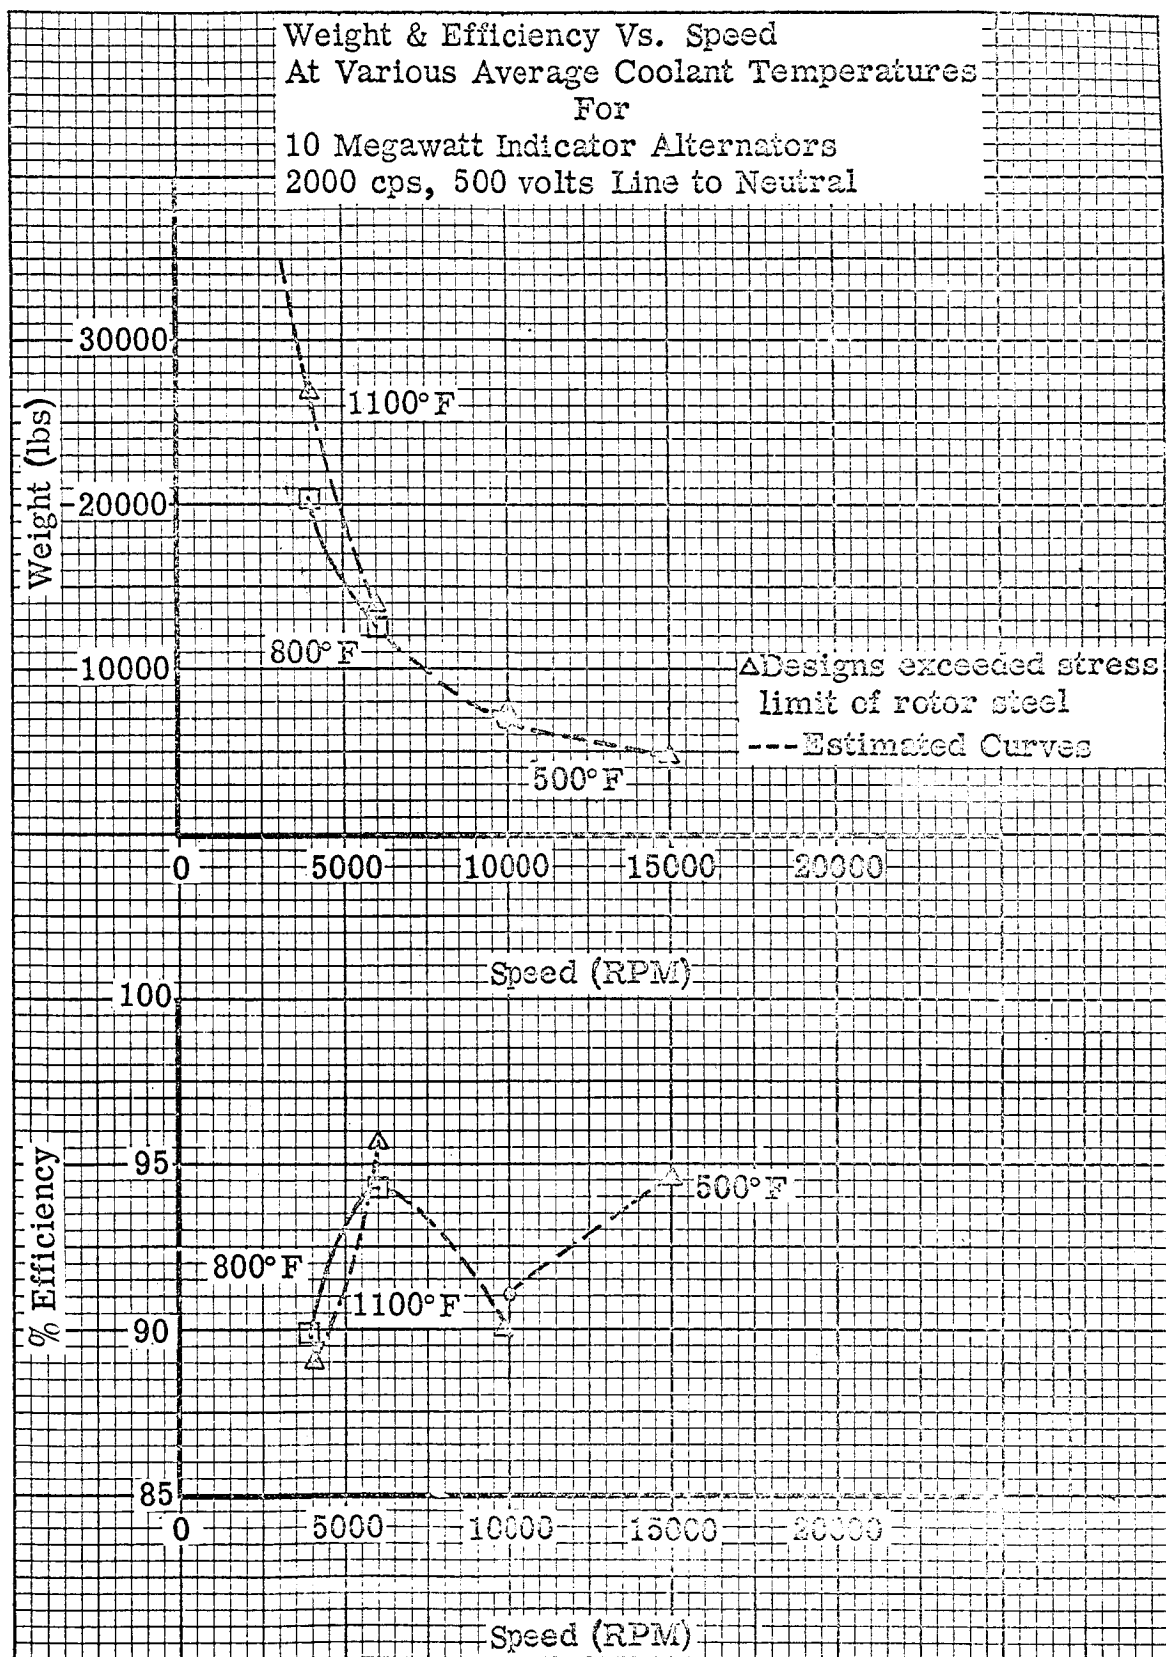 Weight & Efficiency Vs. Speed
At Various Average Coolant Temperatures
For
10 Megawatt Indicator Alternators
2000 cps, 500 volts Line to Neutral
30000
1100°F
Weight (lbs)
20000
800°F
10000
ΔDesigns exceeded stress
limit of rotor steel
---Estimated Curves
500°F
0 5000 10000 15000 20000
Speed (RPM)
100
95
500°F
% Efficiency
800°F
1100°F
90
85
0 5000 10000 15000 20000
Speed (RPM)